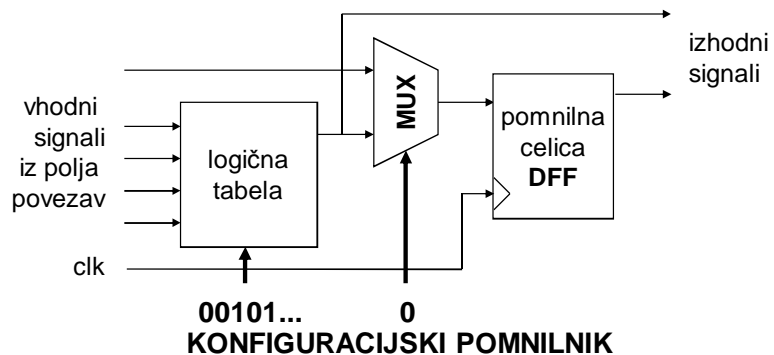 izhodni
signali
vhodni
signali
iz polja
povezav
logična
tabela
MUX
pomnilna
celica
DFF
clk
00101... 0
KONFIGURACIJSKI POMNILNIK